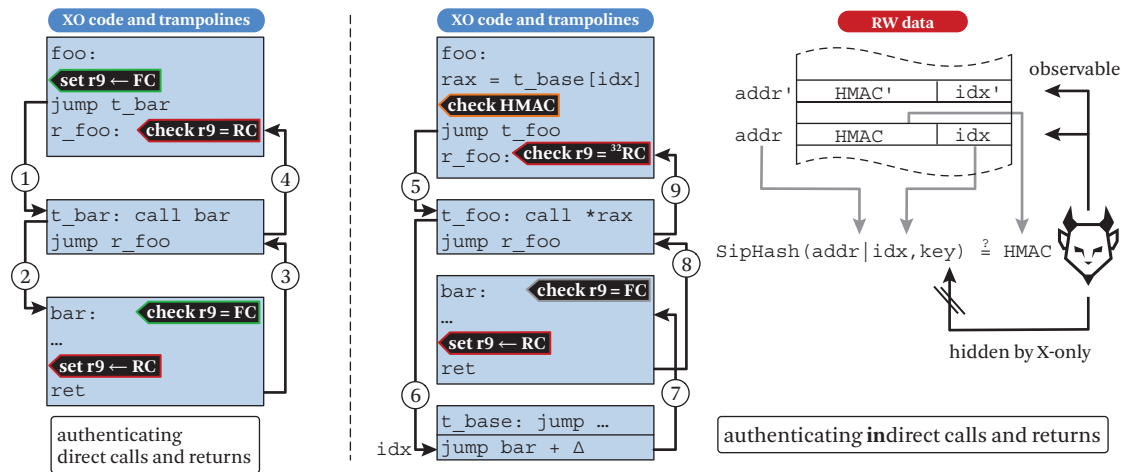 XO code and trampolines
foo:
set r9 ← FC
jump t_bar
r_foo: check r9 = RC
1
4
t_bar: call bar
jump r_foo
2
3
bar: check r9 = FC
…
set r9 ← RC
ret
authenticating
direct calls and returns
XO code and trampolines
foo:
rax = t_base[idx]
check HMAC
jump t_foo
r_foo: check r9 = ³²RC
5
9
t_foo: call *rax
jump r_foo
8
bar: check r9 = FC
…
set r9 ← RC
ret
6
7
t_base: jump …
idx jump bar + Δ
RW data
observable
addr' HMAC' idx'
addr HMAC idx
SipHash(addr|idx,key) ≟ HMAC
hidden by X-only
authenticating indirect calls and returns